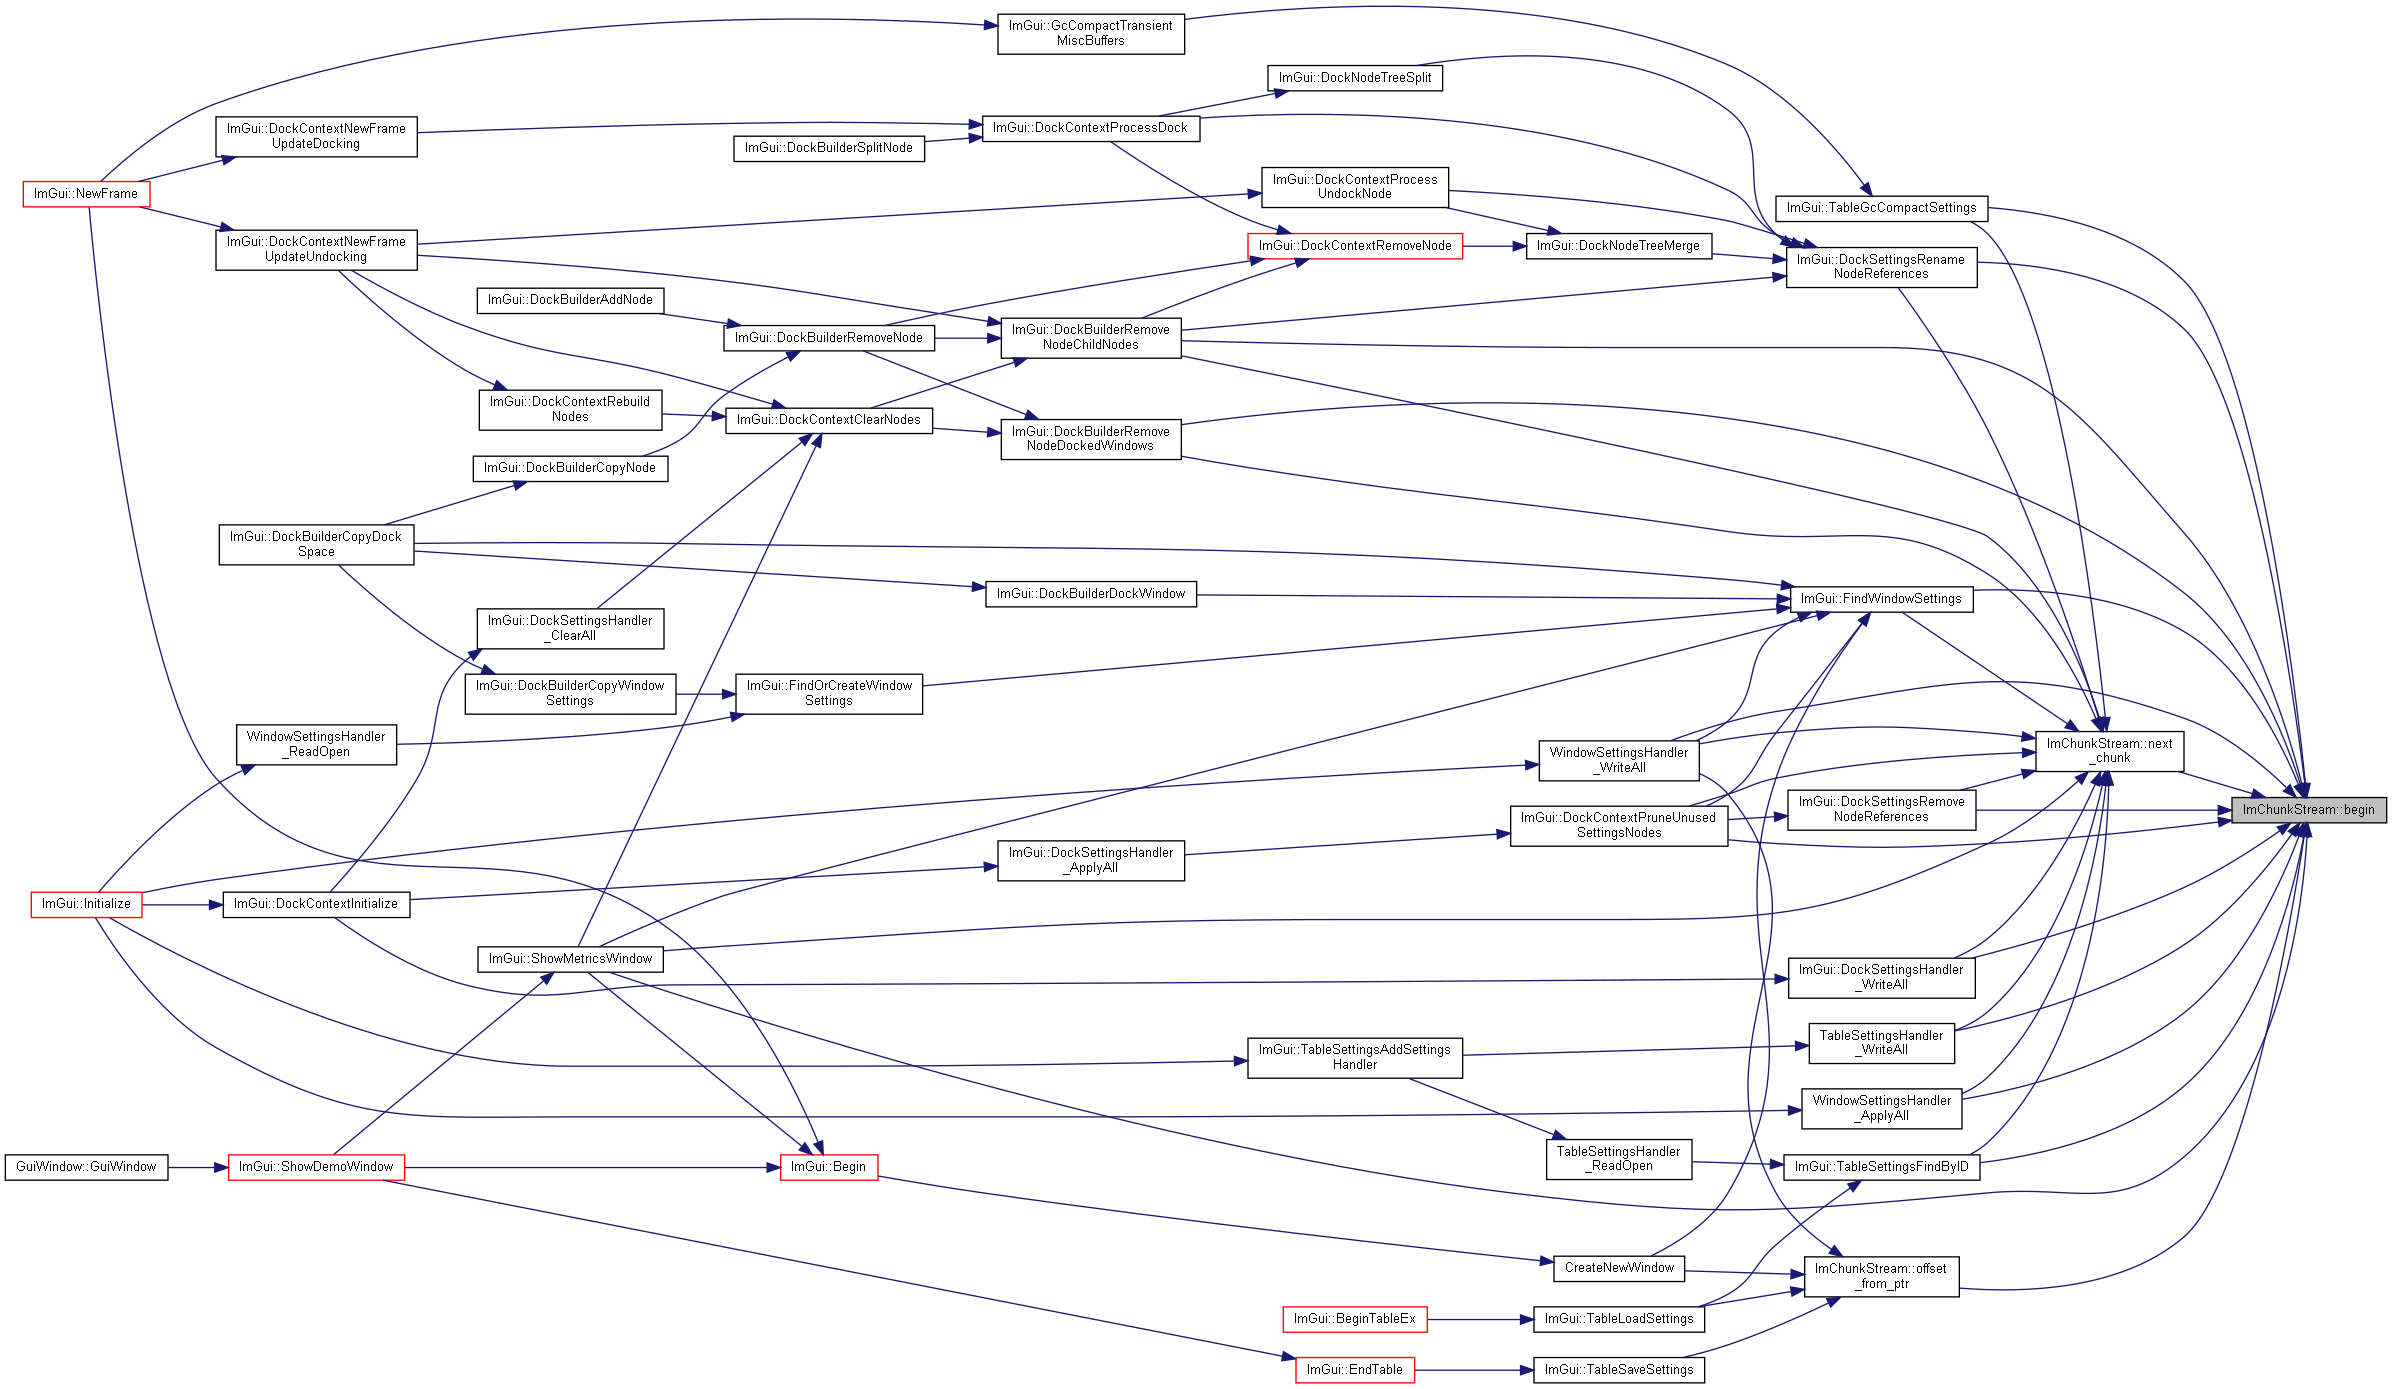 ImGui::GcCompactTransient
MiscBuffers
ImGui::DockNodeTreeSplit
ImGui::DockContextNewFrame
UpdateDocking
ImGui::DockContextProcessDock
ImGui::DockBuilderSplitNode
ImGui::NewFrame
ImGui::DockContextProcess
UndockNode
ImGui::TableGcCompactSettings
ImGui::DockContextNewFrame
UpdateUndocking
ImGui::DockContextRemoveNode
ImGui::DockNodeTreeMerge
ImGui::DockSettingsRename
NodeReferences
ImGui::DockBuilderAddNode
ImGui::DockBuilderRemoveNode
ImGui::DockBuilderRemove
NodeChildNodes
ImGui::DockContextRebuild
Nodes
ImGui::DockContextClearNodes
ImGui::DockBuilderRemove
NodeDockedWindows
ImGui::DockBuilderCopyNode
ImGui::DockBuilderCopyDock
Space
ImGui::DockBuilderDockWindow
ImGui::FindWindowSettings
ImGui::DockSettingsHandler
_ClearAll
ImGui::DockBuilderCopyWindow
Settings
ImGui::FindOrCreateWindow
Settings
WindowSettingsHandler
_ReadOpen
WindowSettingsHandler
_WriteAll
ImChunkStream::next
_chunk
ImGui::DockContextPruneUnused
SettingsNodes
ImGui::DockSettingsRemove
NodeReferences
ImChunkStream::begin
ImGui::DockSettingsHandler
_ApplyAll
ImGui::Initialize
ImGui::DockContextInitialize
ImGui::ShowMetricsWindow
ImGui::DockSettingsHandler
_WriteAll
ImGui::TableSettingsAddSettings
Handler
TableSettingsHandler
_WriteAll
WindowSettingsHandler
_ApplyAll
GuiWindow::GuiWindow
ImGui::ShowDemoWindow
ImGui::Begin
TableSettingsHandler
_ReadOpen
ImGui::TableSettingsFindByID
CreateNewWindow
ImChunkStream::offset
_from_ptr
ImGui::BeginTableEx
ImGui::TableLoadSettings
ImGui::EndTable
ImGui::TableSaveSettings